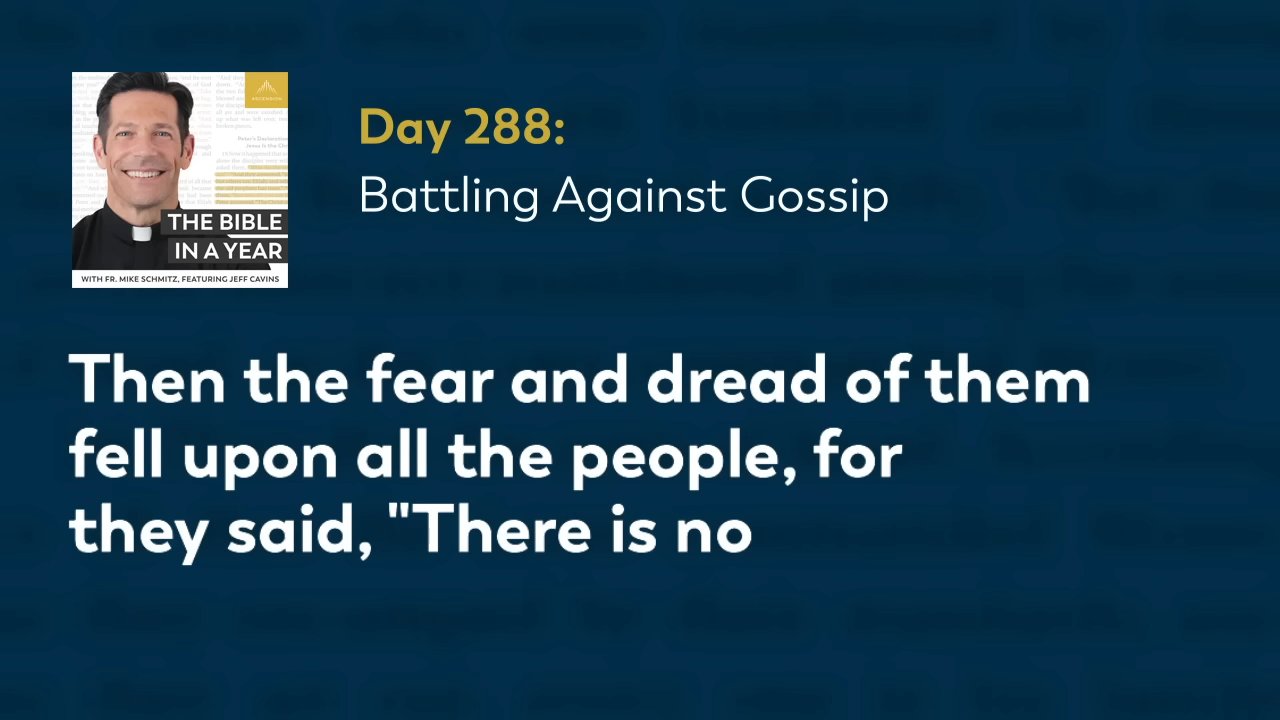 THE BIBLE
IN A YEAR
WITH FR. MIKE SCHMITZ, FEATURING JEFF CAVINS
Day 288:
Battling Against Gossip
Then the fear and dread of them
fell upon all the people, for
they said, "There is no